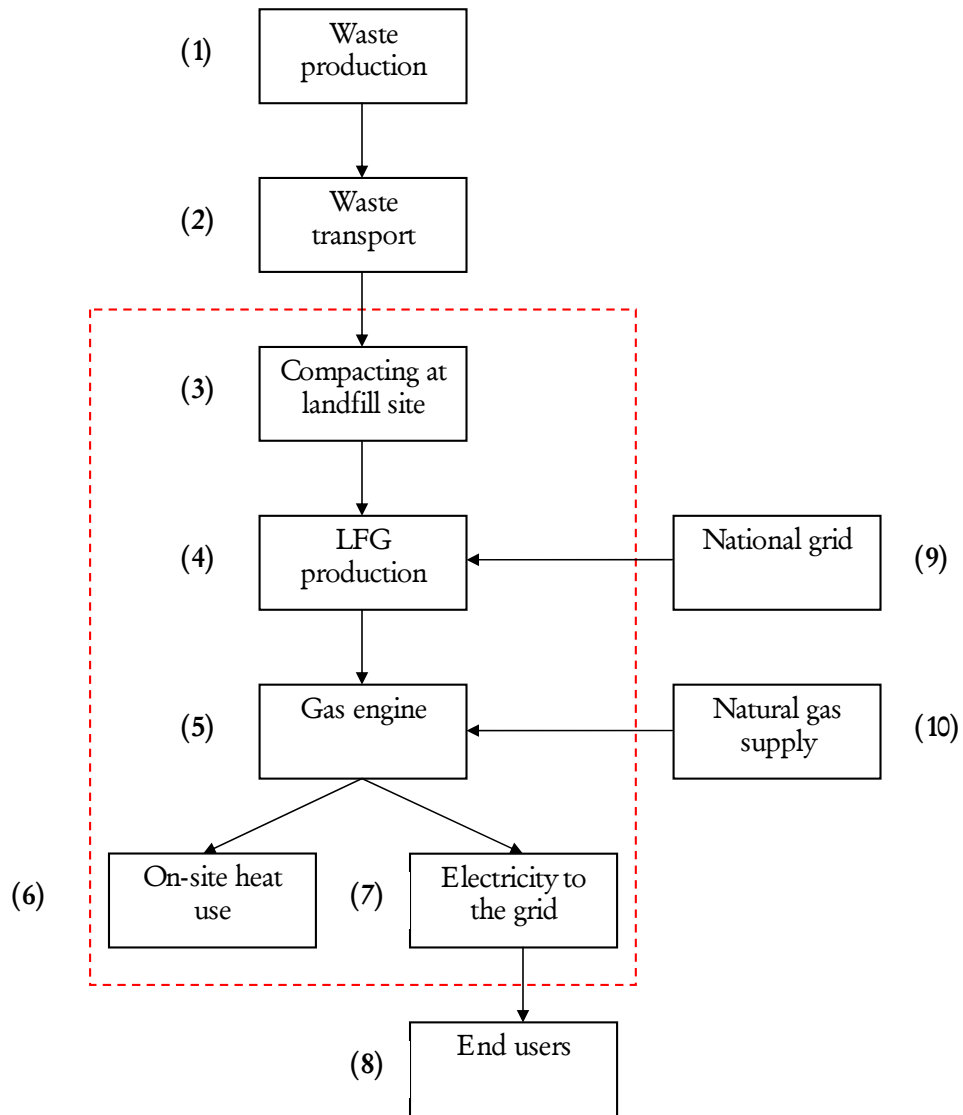 (1)
Waste
production
(2)
Waste
transport
(3)
Compacting at
landfill site
(4)
LFG
production
National grid
(9)
(5)
Gas engine
Natural gas
supply
(10)
(6)
On-site heat
use
(7)
Electricity to
the grid
(8)
End users